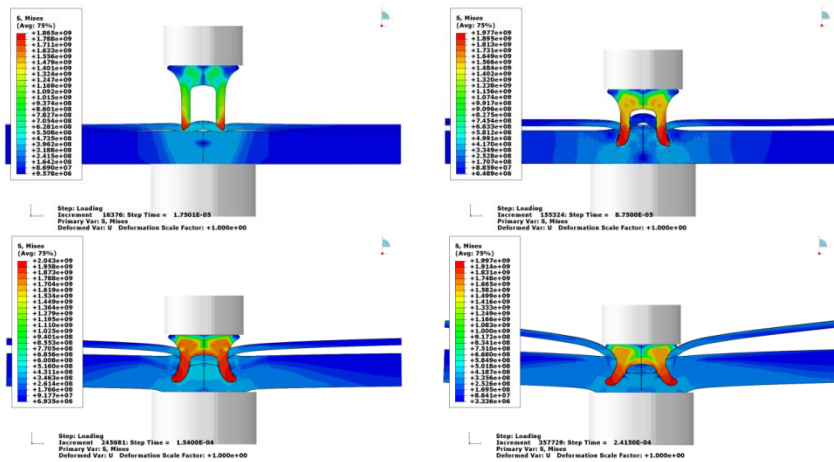 S, Mises
(Avg: 75%)
+1.865e+09
+1.788e+09
+1.711e+09
+1.633e+09
+1.556e+09
+1.479e+09
+1.401e+09
+1.324e+09
+1.247e+09
+1.169e+09
+1.092e+09
+1.015e+09
+9.374e+08
+8.601e+08
+7.827e+08
+7.054e+08
+6.281e+08
+5.508e+08
+4.735e+08
+3.962e+08
+3.188e+08
+2.415e+08
+1.642e+08
+8.690e+07
+9.578e+06
Step: Loading
Increment 16376: Step Time = 1.7501E-05
Primary Var: S, Mises
Deformed Var: U Deformation Scale Factor: +1.000e+00
S, Mises
(Avg: 75%)
+1.977e+09
+1.895e+09
+1.813e+09
+1.731e+09
+1.649e+09
+1.566e+09
+1.484e+09
+1.402e+09
+1.320e+09
+1.238e+09
+1.156e+09
+1.074e+09
+9.917e+08
+9.096e+08
+8.275e+08
+7.454e+08
+6.633e+08
+5.812e+08
+4.991e+08
+4.170e+08
+3.349e+08
+2.528e+08
+1.707e+08
+8.859e+07
+6.489e+06
Step: Loading
Increment 155324: Step Time = 8.7500E-05
Primary Var: S, Mises
Deformed Var: U Deformation Scale Factor: +1.000e+00
S, Mises
(Avg: 75%)
+2.043e+09
+1.958e+09
+1.873e+09
+1.788e+09
+1.704e+09
+1.619e+09
+1.534e+09
+1.449e+09
+1.364e+09
+1.279e+09
+1.195e+09
+1.110e+09
+1.025e+09
+9.401e+08
+8.553e+08
+7.705e+08
+6.856e+08
+6.008e+08
+5.160e+08
+4.311e+08
+3.463e+08
+2.614e+08
+1.766e+08
+9.177e+07
+6.935e+06
Step: Loading
Increment 245681: Step Time = 1.5400E-04
Primary Var: S, Mises
Deformed Var: U Deformation Scale Factor: +1.000e+00
S, Mises
(Avg: 75%)
+1.997e+09
+1.914e+09
+1.831e+09
+1.748e+09
+1.665e+09
+1.582e+09
+1.499e+09
+1.416e+09
+1.333e+09
+1.249e+09
+1.166e+09
+1.083e+09
+1.000e+09
+9.172e+08
+8.341e+08
+7.510e+08
+6.680e+08
+5.849e+08
+5.018e+08
+4.187e+08
+3.356e+08
+2.526e+08
+1.695e+08
+8.641e+07
+3.336e+06
Step: Loading
Increment 357729: Step Time = 2.4150E-04
Primary Var: S, Mises
Deformed Var: U Deformation Scale Factor: +1.000e+00